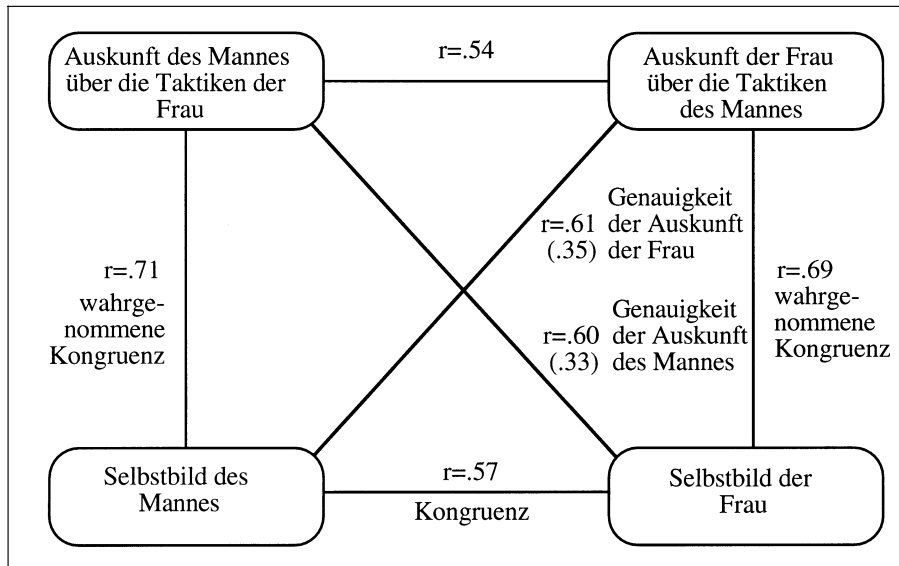 Auskunft des Mannes
über die Taktiken der
Frau
r=.54
Auskunft der Frau
über die Taktiken
des Mannes
r=.71
wahrge-
nommene
Kongruenz
Genauigkeit
r=.61 der Auskunft
(.35) der Frau
Genauigkeit
r=.60 der Auskunft
(.33) des Mannes
r=.69
wahrge-
nommene
Kongruenz
Selbstbild des
Mannes
r=.57
Kongruenz
Selbstbild der
Frau